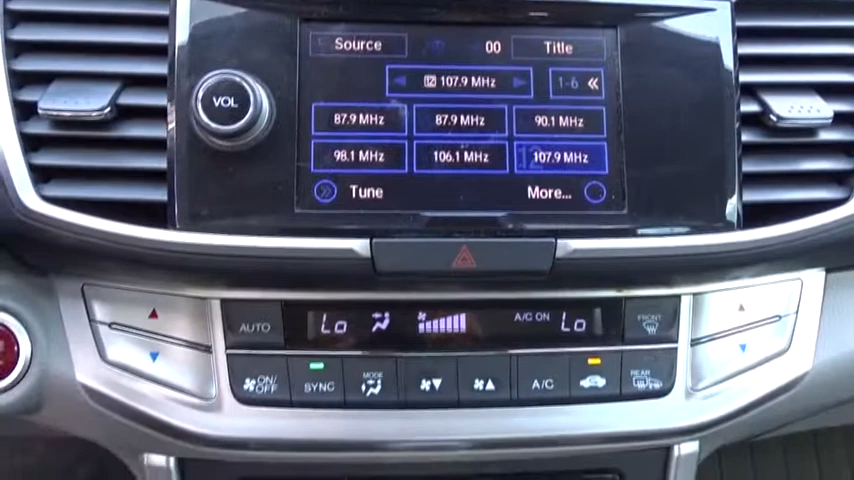 Source 00 Title
12 107.9 MHz 1-6 «
VOL
87.9 MHz 87.9 MHz 90.1 MHz
98.1 MHz 106.1 MHz 107.9 MHz
Tune More...
AUTO Lo A/C ON Lo FRONT
ON/OFF SYNC MODE A/C REAR